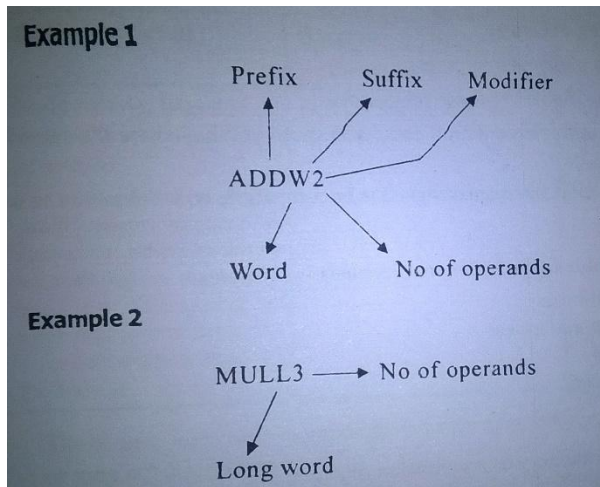 Example 1
Prefix Suffix Modifier
ADDW2
Word No of operands
Example 2
MULL3 No of operands
Long word